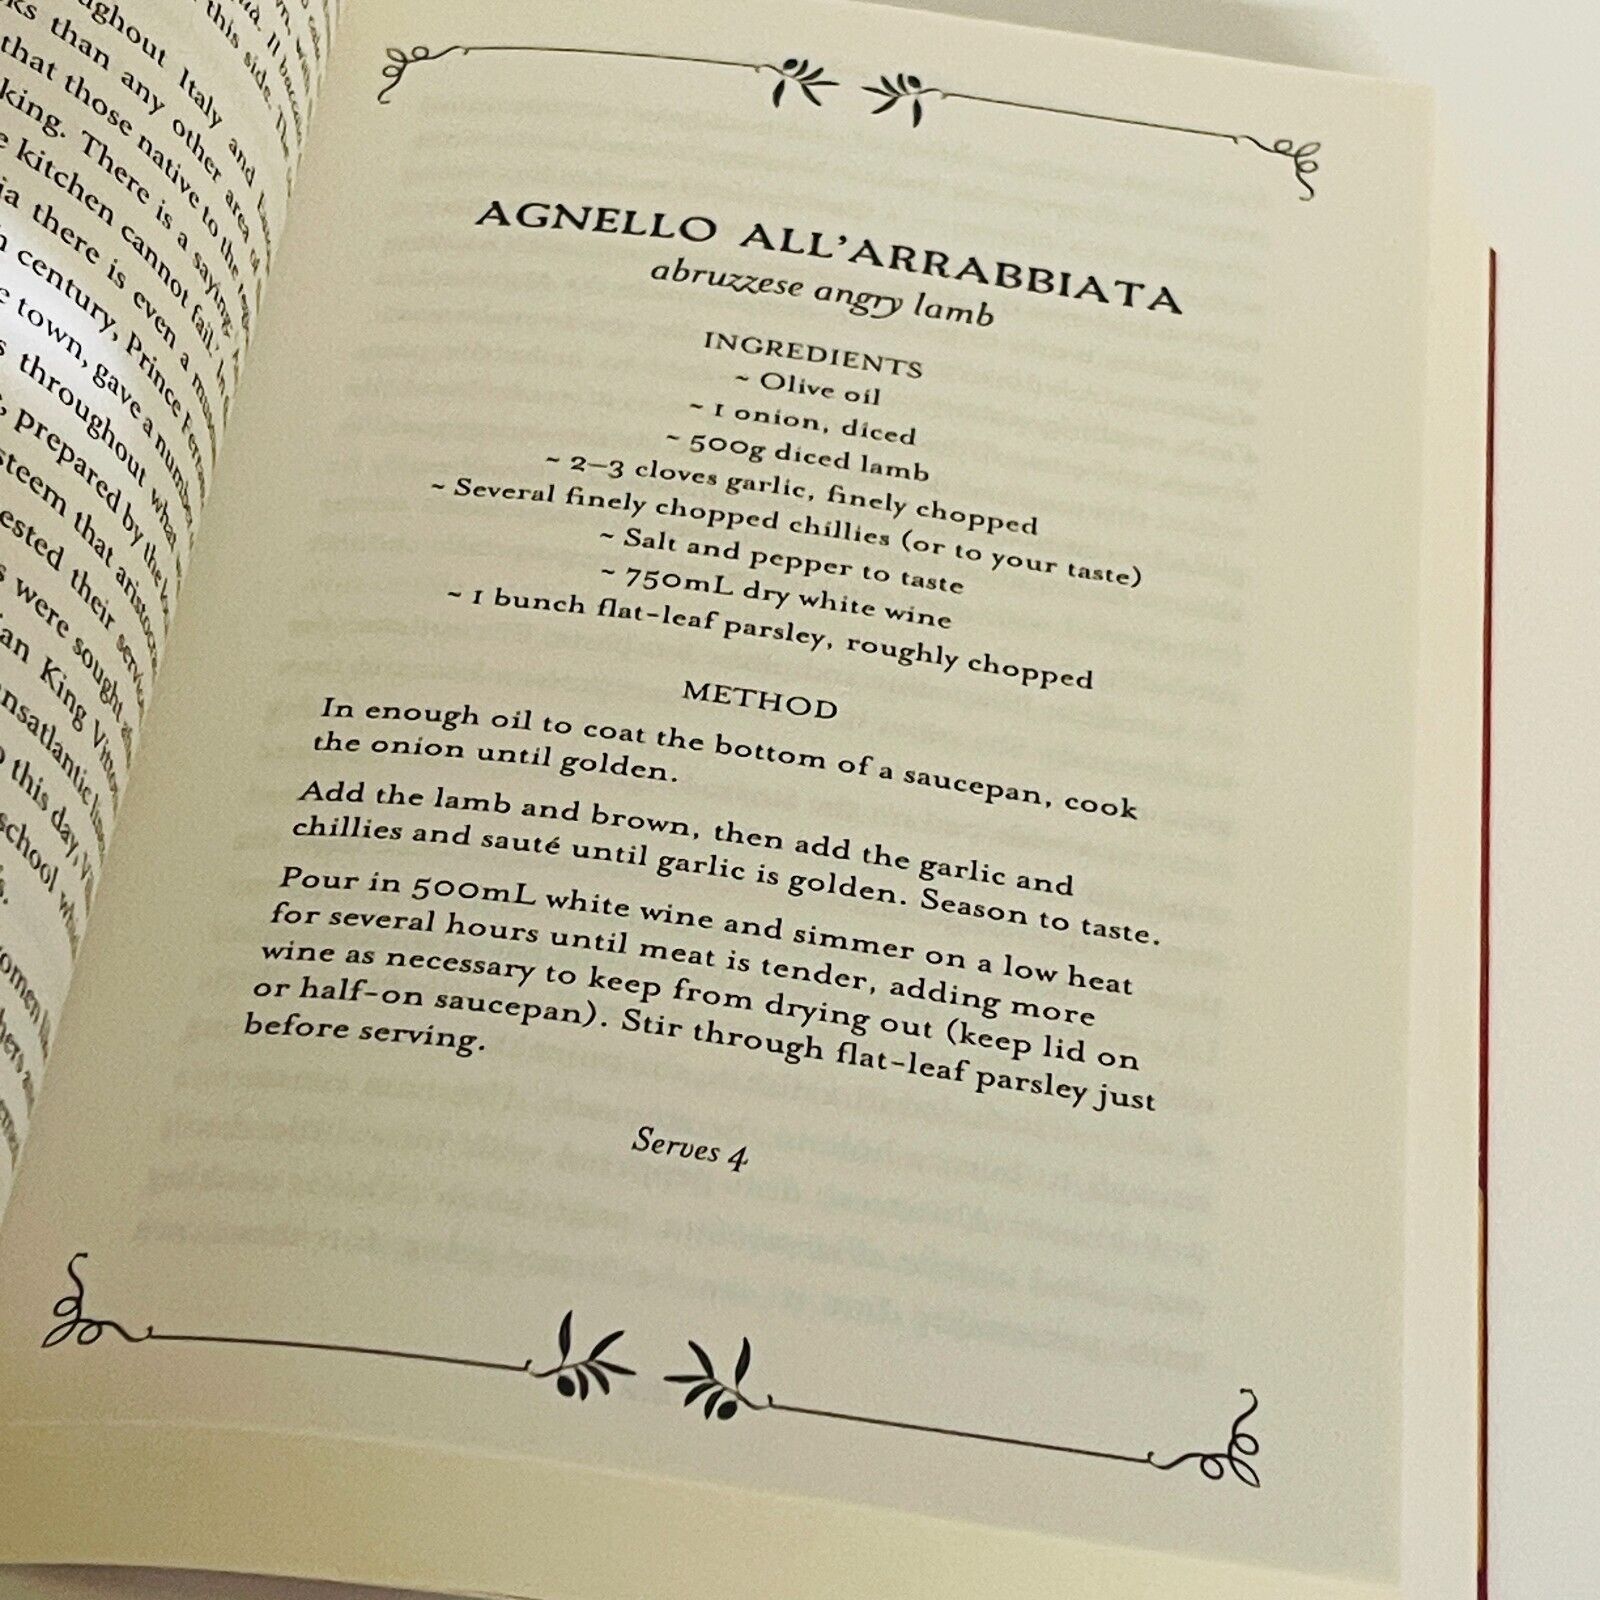 this side. The
ghout Italy and
ks than any other area of
that those native to the
king. There is a saying,
e kitchen cannot fail.' In
ia there is even a
century, Prince
e town, gave a number
s throughout what
, prepared by the
steem that
ested their
s were sought
King
this day,
school
AGNELLO ALL'ARRABBIATA
abruzzese angry lamb
INGREDIENTS
~ Olive oil
~ 1 onion, diced
~ 500g diced lamb
~ 2–3 cloves garlic, finely chopped
~ Several finely chopped chillies (or to your taste)
~ Salt and pepper to taste
~ 750mL dry white wine
~ 1 bunch flat-leaf parsley, roughly chopped
METHOD
In enough oil to coat the bottom of a saucepan, cook
the onion until golden.
Add the lamb and brown, then add the garlic and
chillies and sauté until garlic is golden. Season to taste.
Pour in 500mL white wine and simmer on a low heat
for several hours until meat is tender, adding more
wine as necessary to keep from drying out (keep lid on
or half-on saucepan). Stir through flat-leaf parsley just
before serving.
Serves 4